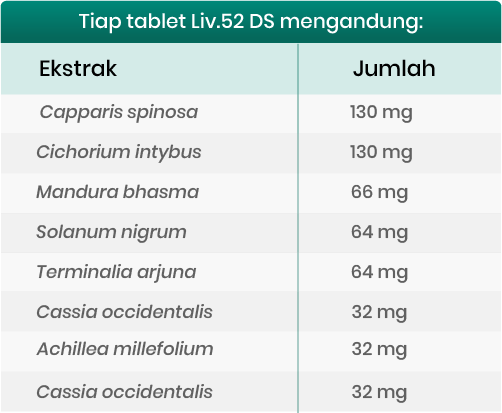 Tiap tablet Liv.52 DS mengandung:
Ekstrak Jumlah
Capparis spinosa 130 mg
Cichorium intybus 130 mg
Mandura bhasma 66 mg
Solanum nigrum 64 mg
Terminalia arjuna 64 mg
Cassia occidentalis 32 mg
Achillea millefolium 32 mg
Cassia occidentalis 32 mg